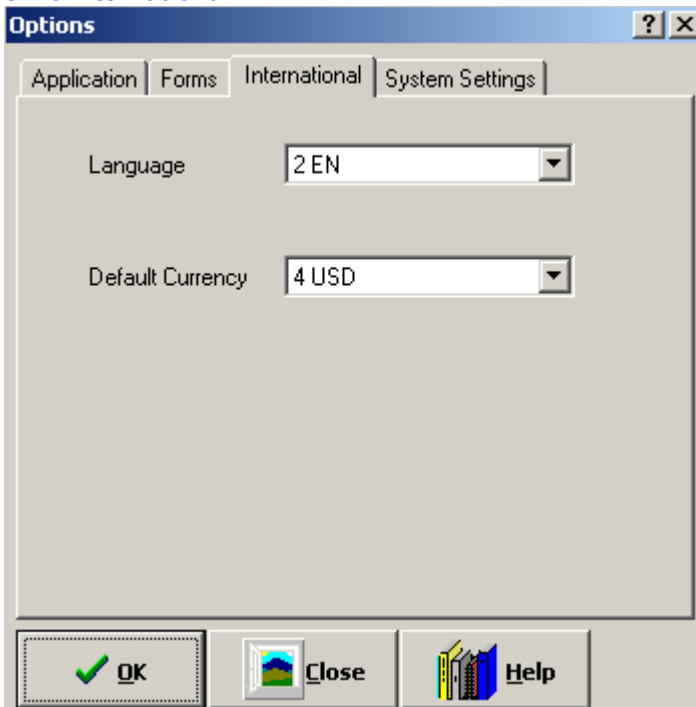 Options ? ×
Application Forms International System Settings
Language 2 EN
Default Currency 4 USD
OK Close Help